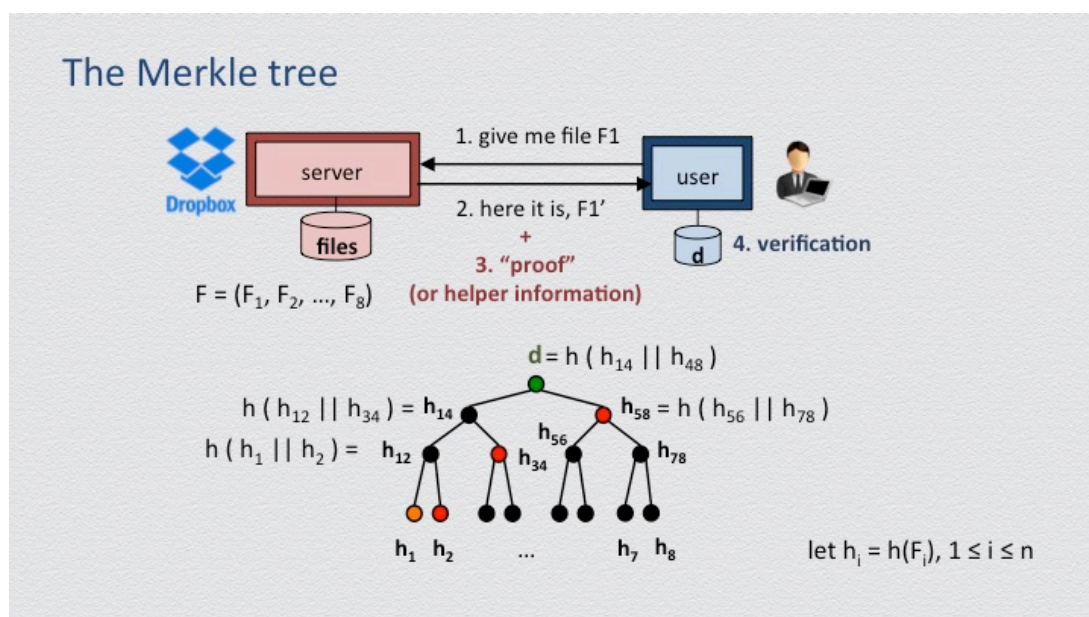 The Merkle tree
1. give me file F1
server
user
Dropbox
2. here it is, F1’
files
+
d
4. verification
3. “proof”
F = (F₁, F₂, ..., F₈)
(or helper information)
d = h ( h₁₄ || h₄₈ )
h ( h₁₂ || h₃₄ ) = h₁₄
h₅₈ = h ( h₅₆ || h₇₈ )
h₅₆
h ( h₁ || h₂ ) = h₁₂
h₃₄
h₇₈
h₁ h₂ ... h₇ h₈
let hᵢ = h(Fᵢ), 1 ≤ i ≤ n